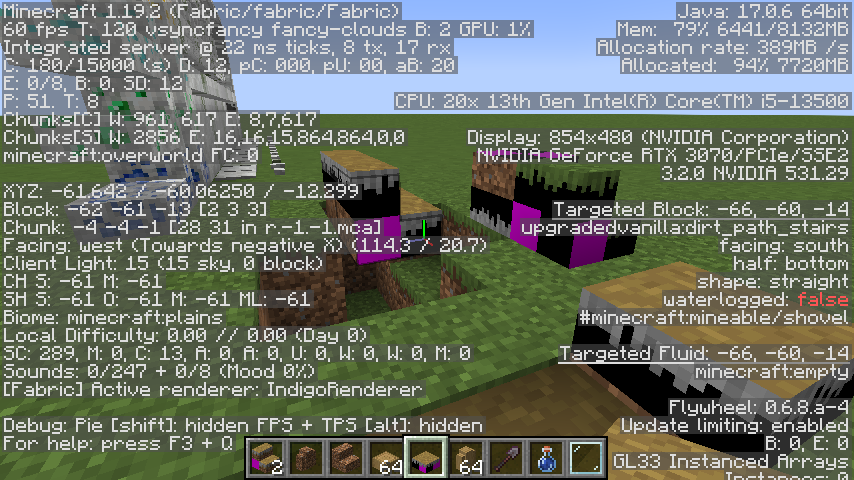 Minecraft 1.19.2 (Fabric/fabric/Fabric)
60 fps T: 120 vsyncfancy fancy-clouds B: 2 GPU: 1%
Integrated server @ 22 ms ticks, 8 tx, 17 rx
C: 180/15000 (s) D: 12, pC: 000, pU: 00, aB: 20
E: 0/8, B: 0, SD: 12
P: 51. T: 8
Chunks[C] W: 961, 617 E: 8,7,617
Chunks[S] W: 2856 E: 16,16,15,864,864,0,0
minecraft:overworld FC: 0
XYZ: -61.642 / -60.06250 / -12.299
Block: -62 -61 -13 [2 3 3]
Chunk: -4 -4 -1 [28 31 in r.-1.-1.mca]
Facing: west (Towards negative X) (114.3 / 20.7)
Client Light: 15 (15 sky, 0 block)
CH S: -61 M: -61
SH S: -61 O: -61 M: -61 ML: -61
Biome: minecraft:plains
Local Difficulty: 0.00 // 0.00 (Day 0)
SC: 289, M: 0, C: 13, A: 0, A: 0, U: 0, W: 0, W: 0, M: 0
Sounds: 0/247 + 0/8 (Mood 0%)
[Fabric] Active renderer: IndigoRenderer
Debug: Pie [shift]: hidden FPS + TPS [alt]: hidden
For help: press F3 + Q
Java: 17.0.6 64bit
Mem: 79% 6441/8132MB
Allocation rate: 389MB /s
Allocated: 94% 7720MB
CPU: 20x 13th Gen Intel(R) Core(TM) i5-13500
Display: 854x480 (NVIDIA Corporation)
NVIDIA GeForce RTX 3070/PCIe/SSE2
3.2.0 NVIDIA 531.29
Targeted Block: -66, -60, -14
upgradedvanilla:dirt_path_stairs
facing: south
half: bottom
shape: straight
waterlogged: false
#minecraft:mineable/shovel
Targeted Fluid: -66, -60, -14
minecraft:empty
Flywheel: 0.6.8.a-4
Update limiting: enabled
B: 0, E: 0
GL33 Instanced Arrays
Instances: 0
2
64
64